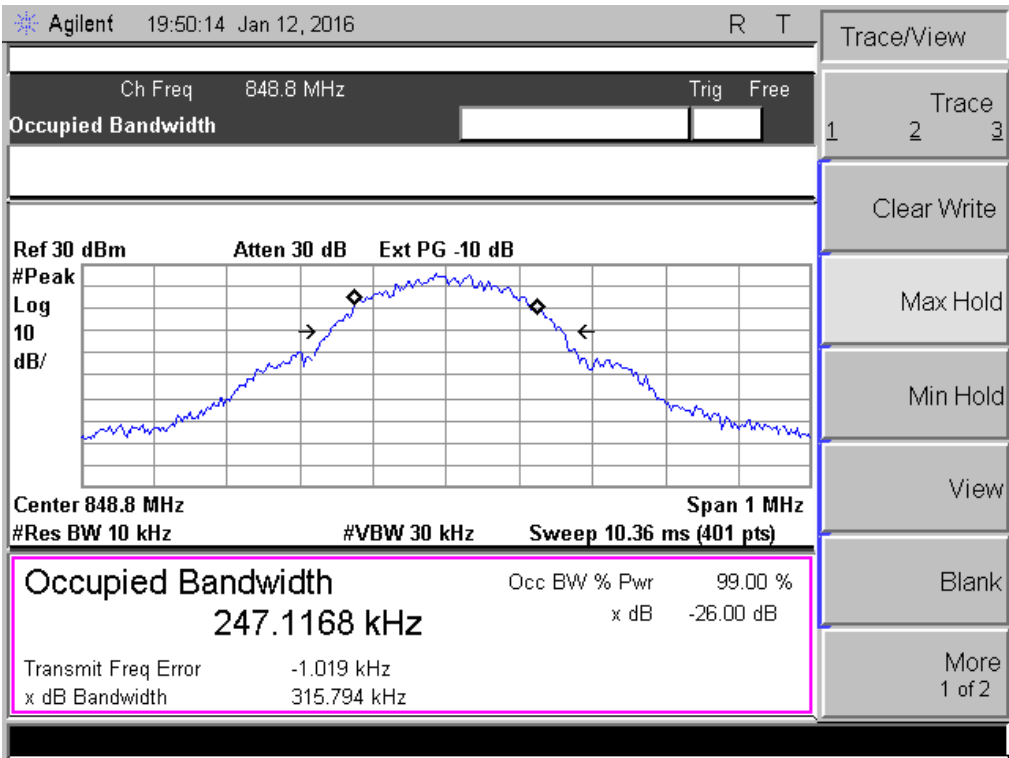 Agilent 19:50:14 Jan 12, 2016 R T
Trace/View
Ch Freq 848.8 MHz Trig Free
Occupied Bandwidth
Trace
1 2 3
Clear Write
Ref 30 dBm Atten 30 dB Ext PG -10 dB
#Peak
Log
10
dB/
Max Hold
Min Hold
Center 848.8 MHz Span 1 MHz
#Res BW 10 kHz #VBW 30 kHz Sweep 10.36 ms (401 pts)
View
Occupied Bandwidth Occ BW % Pwr 99.00 %
247.1168 kHz x dB -26.00 dB
Blank
Transmit Freq Error -1.019 kHz
x dB Bandwidth 315.794 kHz
More
1 of 2